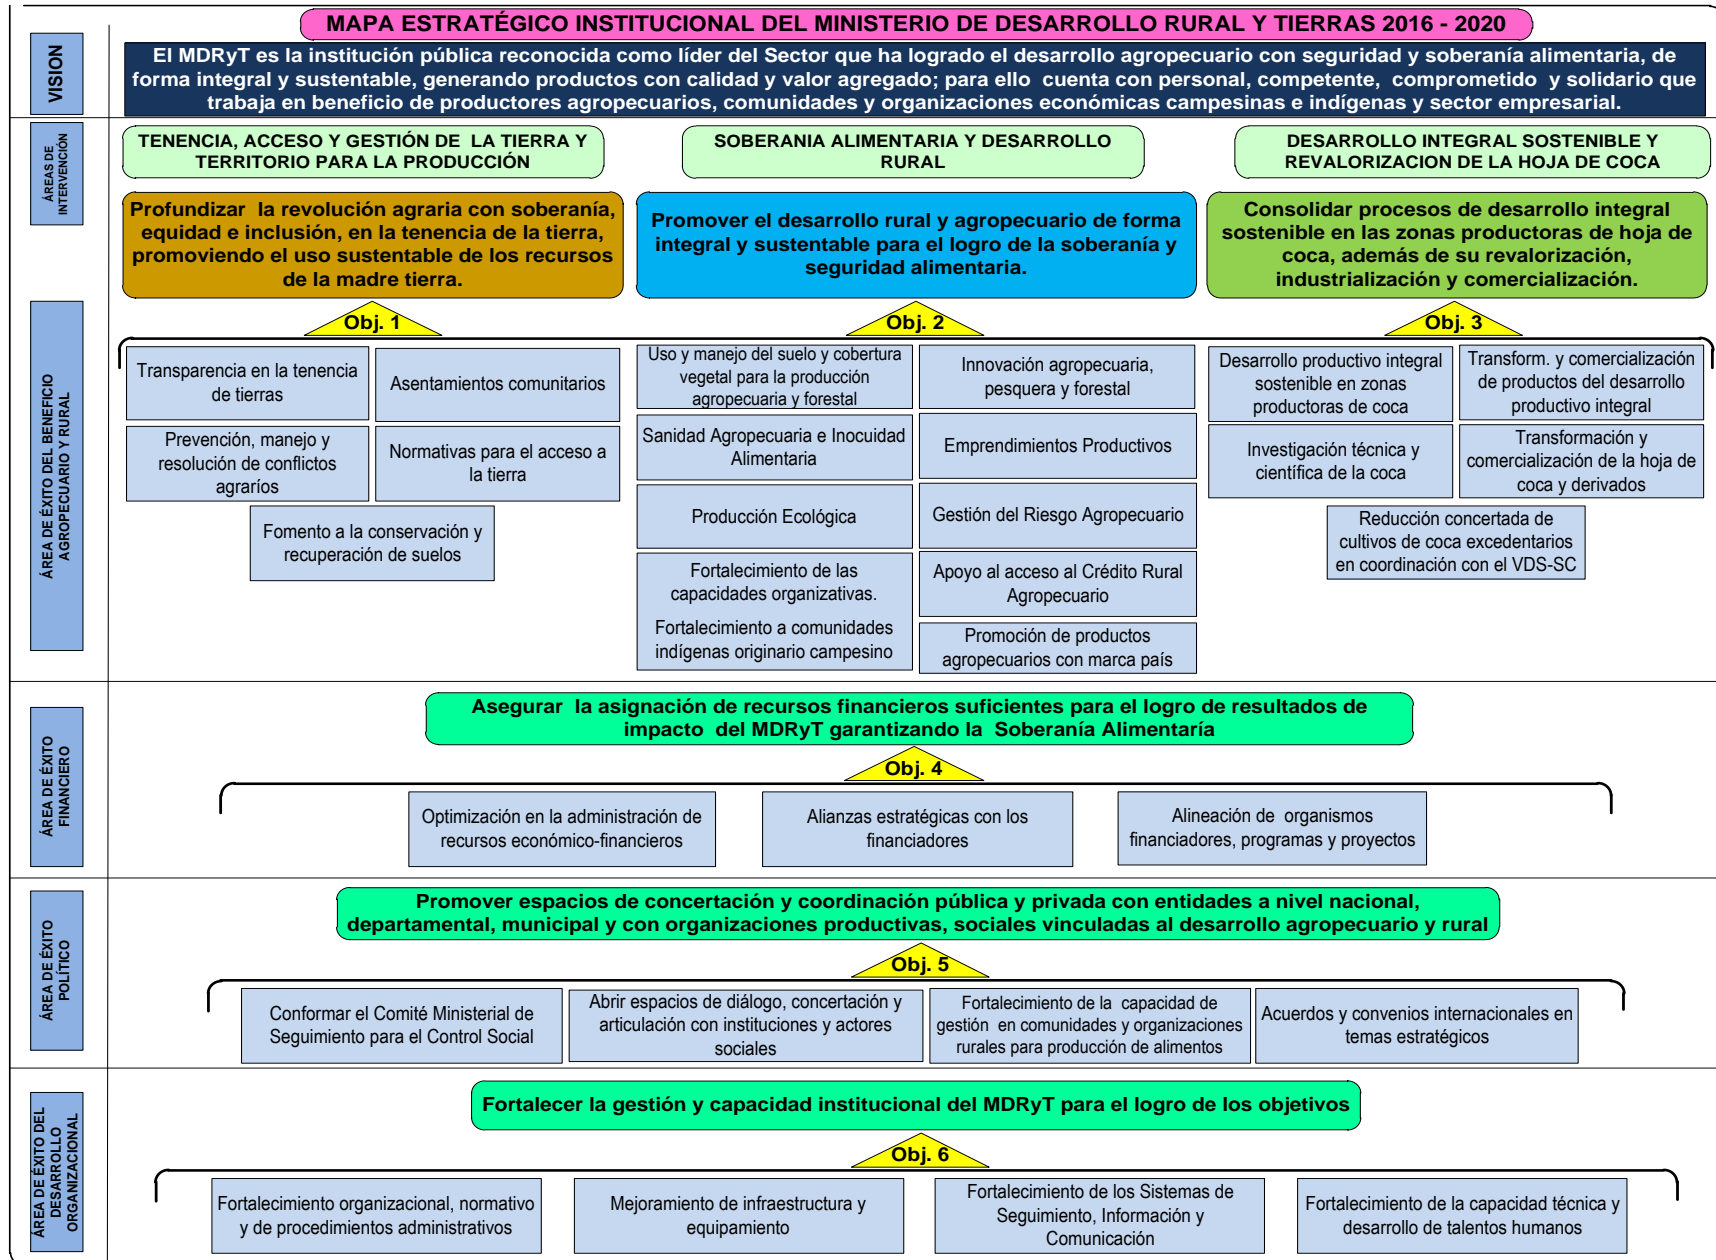 MAPA ESTRATÉGICO INSTITUCIONAL DEL MINISTERIO DE DESARROLLO RURAL Y TIERRAS 2016 - 2020
VISION
El MDRyT es la institución pública reconocida como líder del Sector que ha logrado el desarrollo agropecuario con seguridad y soberanía alimentaria, de
forma integral y sustentable, generando productos con calidad y valor agregado; para ello cuenta con personal, competente, comprometido y solidario que
trabaja en beneficio de productores agropecuarios, comunidades y organizaciones económicas campesinas e indígenas y sector empresarial.
ÁREAS DE
INTERVENCIÓN
TENENCIA, ACCESO Y GESTIÓN DE LA TIERRA Y
TERRITORIO PARA LA PRODUCCIÓN
SOBERANIA ALIMENTARIA Y DESARROLLO
RURAL
DESARROLLO INTEGRAL SOSTENIBLE Y
REVALORIZACION DE LA HOJA DE COCA
Profundizar la revolución agraria con soberanía,
equidad e inclusión, en la tenencia de la tierra,
promoviendo el uso sustentable de los recursos
de la madre tierra.
Promover el desarrollo rural y agropecuario de forma
integral y sustentable para el logro de la soberanía y
seguridad alimentaria.
Consolidar procesos de desarrollo integral
sostenible en las zonas productoras de hoja de
coca, además de su revalorización,
industrialización y comercialización.
ÁREA DE ÉXITO DEL BENEFICIO
AGROPECUARIO Y RURAL
Obj. 1
Obj. 2
Obj. 3
Transparencia en la tenencia
de tierras
Asentamientos comunitarios
Prevención, manejo y
resolución de conflictos
agraríos
Normativas para el acceso a
la tierra
Fomento a la conservación y
recuperación de suelos
Uso y manejo del suelo y cobertura
vegetal para la producción
agropecuaria y forestal
Innovación agropecuaria,
pesquera y forestal
Sanidad Agropecuaria e Inocuidad
Alimentaria
Emprendimientos Productivos
Producción Ecológica
Gestión del Riesgo Agropecuario
Fortalecimiento de las
capacidades organizativas.
Fortalecimiento a comunidades
indígenas originario campesino
Apoyo al acceso al Crédito Rural
Agropecuario
Promoción de productos
agropecuarios con marca país
Desarrollo productivo integral
sostenible en zonas
productoras de coca
Transform. y comercialización
de productos del desarrollo
productivo integral
Investigación técnica y
científica de la coca
Transformación y
comercialización de la hoja de
coca y derivados
Reducción concertada de
cultivos de coca excedentarios
en coordinación con el VDS-SC
ÁREA DE ÉXITO
FINANCIERO
Asegurar la asignación de recursos financieros suficientes para el logro de resultados de
impacto del MDRyT garantizando la Soberanía Alimentaría
Obj. 4
Optimización en la administración de
recursos económico-financieros
Alianzas estratégicas con los
financiadores
Alineación de organismos
financiadores, programas y proyectos
ÁREA DE ÉXITO
POLÍTICO
Promover espacios de concertación y coordinación pública y privada con entidades a nivel nacional,
departamental, municipal y con organizaciones productivas, sociales vinculadas al desarrollo agropecuario y rural
Obj. 5
Conformar el Comité Ministerial de
Seguimiento para el Control Social
Abrir espacios de diálogo, concertación y
articulación con instituciones y actores
sociales
Fortalecimiento de la capacidad de
gestión en comunidades y organizaciones
rurales para producción de alimentos
Acuerdos y convenios internacionales en
temas estratégicos
ÁREA DE ÉXITO DEL
DESARROLLO
ORGANIZACIONAL
Fortalecer la gestión y capacidad institucional del MDRyT para el logro de los objetivos
Obj. 6
Fortalecimiento organizacional, normativo
y de procedimientos administrativos
Mejoramiento de infraestructura y
equipamiento
Fortalecimiento de los Sistemas de
Seguimiento, Información y
Comunicación
Fortalecimiento de la capacidad técnica y
desarrollo de talentos humanos